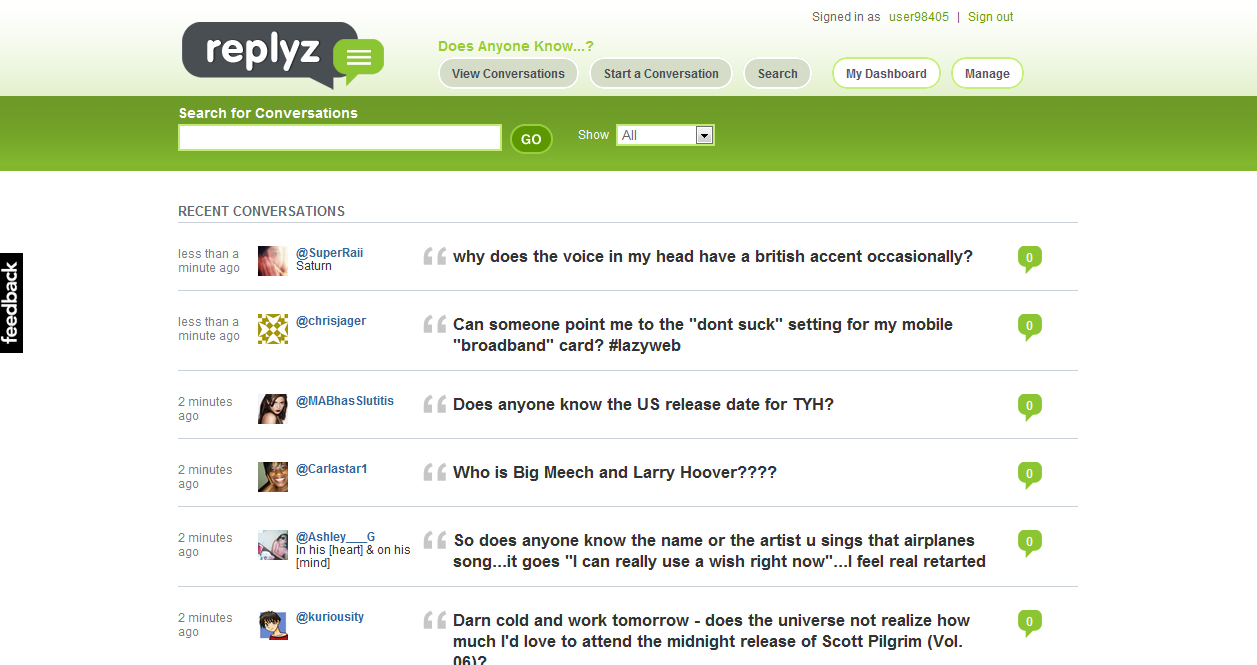 Signed in as user98405 | Sign out
replyz
Does Anyone Know...?
View Conversations Start a Conversation Search My Dashboard Manage
Search for Conversations
GO Show All
feedback
RECENT CONVERSATIONS
less than a
minute ago
@SuperRaii
Saturn
why does the voice in my head have a british accent occasionally?
0
less than a
minute ago
@chrisjager
Can someone point me to the "dont suck" setting for my mobile
"broadband" card? #lazyweb
0
2 minutes
ago
@MABhasSlutitis
Does anyone know the US release date for TYH?
0
2 minutes
ago
@Carlastar1
Who is Big Meech and Larry Hoover????
0
2 minutes
ago
@Ashley___G
In his [heart] & on his
[mind]
So does anyone know the name or the artist u sings that airplanes
song...it goes "I can really use a wish right now"...I feel real retarted
0
2 minutes
ago
@kuriousity
Darn cold and work tomorrow - does the universe not realize how
much I'd love to attend the midnight release of Scott Pilgrim (Vol.
06)?
0